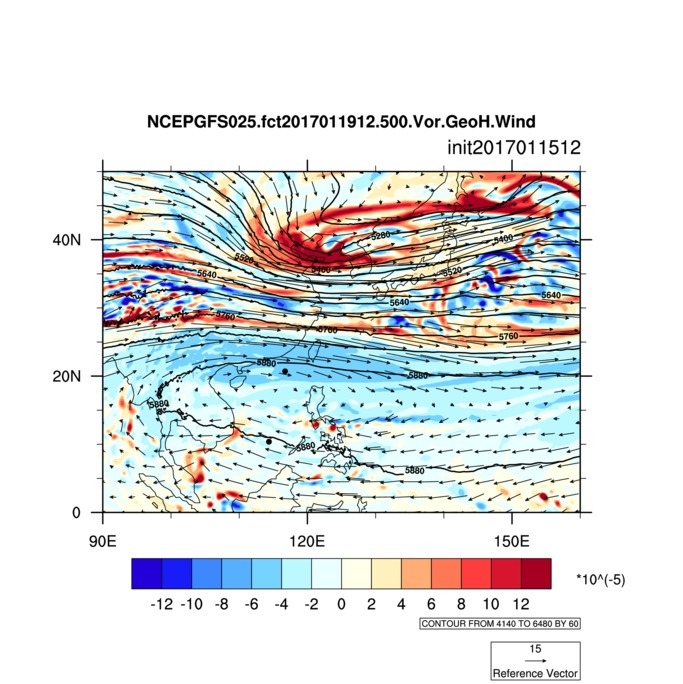 NCEPGFS025.fct2017011912.500.Vor.GeoH.Wind
init2017011512
40N
20N
0
5280
5400
5520
5400
5520
5640
5640
5640
5760
5760
5760
5880
5880
5880
5880
5880
90E 120E 150E
-12 -10 -8 -6 -4 -2 0 2 4 6 8 10 12
*10^(-5)
CONTOUR FROM 4140 TO 6480 BY 60
15
Reference Vector